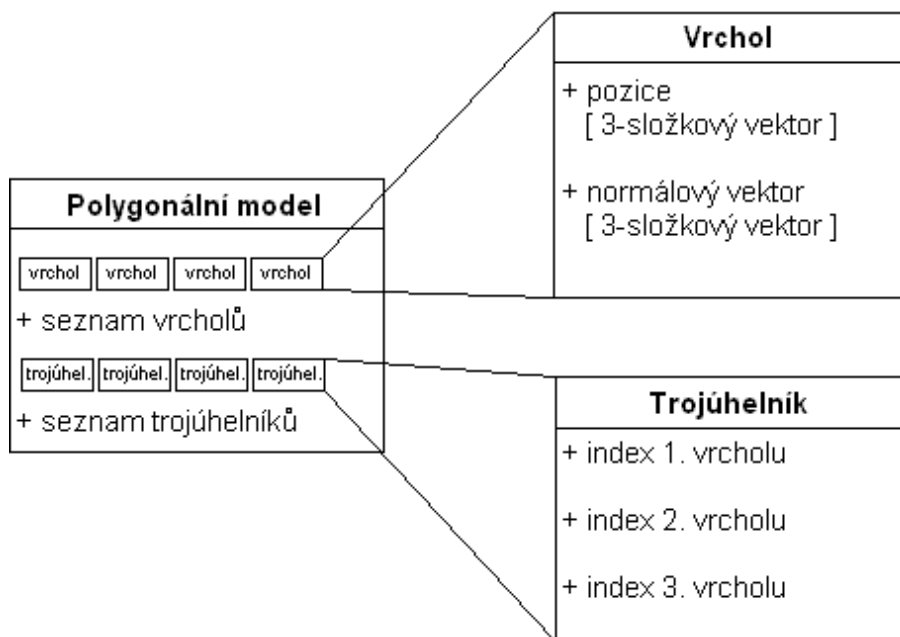 Polygonální model
vrchol vrchol vrchol vrchol
+ seznam vrcholů
trojúhel. trojúhel. trojúhel. trojúhel.
+ seznam trojúhelníků
Vrchol
+ pozice
[ 3-složkový vektor ]
+ normálový vektor
[ 3-složkový vektor ]
Trojúhelník
+ index 1. vrcholu
+ index 2. vrcholu
+ index 3. vrcholu